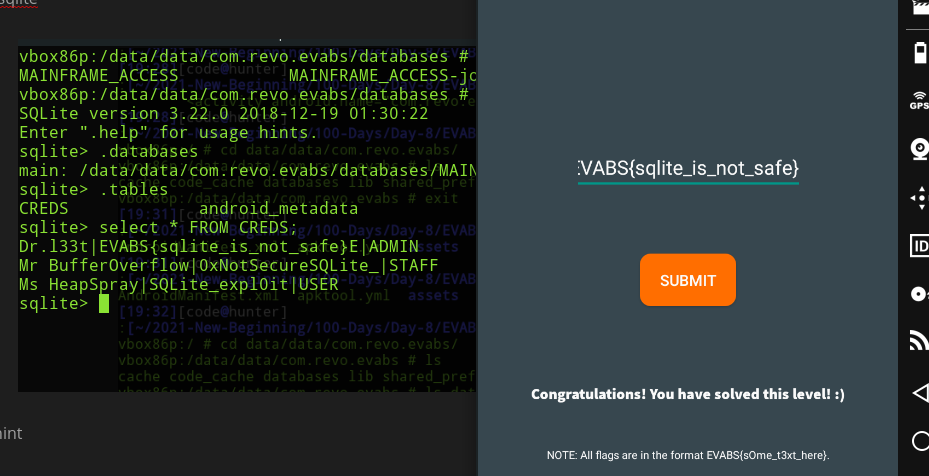 sqlite
vbox86p:/data/data/com.revo.evabs/databases #
MAINFRAME_ACCESS MAINFRAME_ACCESS-jo
vbox86p:/data/data/com.revo.evabs/databases #
SQLite version 3.22.0 2018-12-19 01:30:22
Enter ".help" for usage hints.
sqlite> .databases
main: /data/data/com.revo.evabs/databases/MAIN
sqlite> .tables
CREDS android_metadata
sqlite> select * FROM CREDS;
Dr.l33t|EVABS{sqlite_is_not_safe}E|ADMIN
Mr BufferOverflow|0xNotSecureSQLite_|STAFF
Ms HeapSpray|SQLite_expl0it|USER
sqlite>
AndroidManifest.xml apktool.yml assets
[19:32][code@hunter]
:[~/2021-New-Beginning/100-Days/Day-8/EVAB
vbox86p:/ # cd data/data/com.revo.evabs/
vbox86p:/data/data/com.revo.evabs # ls
cache code_cache databases lib shared_pref
EVABS{sqlite_is_not_safe}
SUBMIT
Congratulations! You have solved this level! :)
NOTE: All flags are in the format EVABS{s0me_t3xt_here}.
GPS
ID